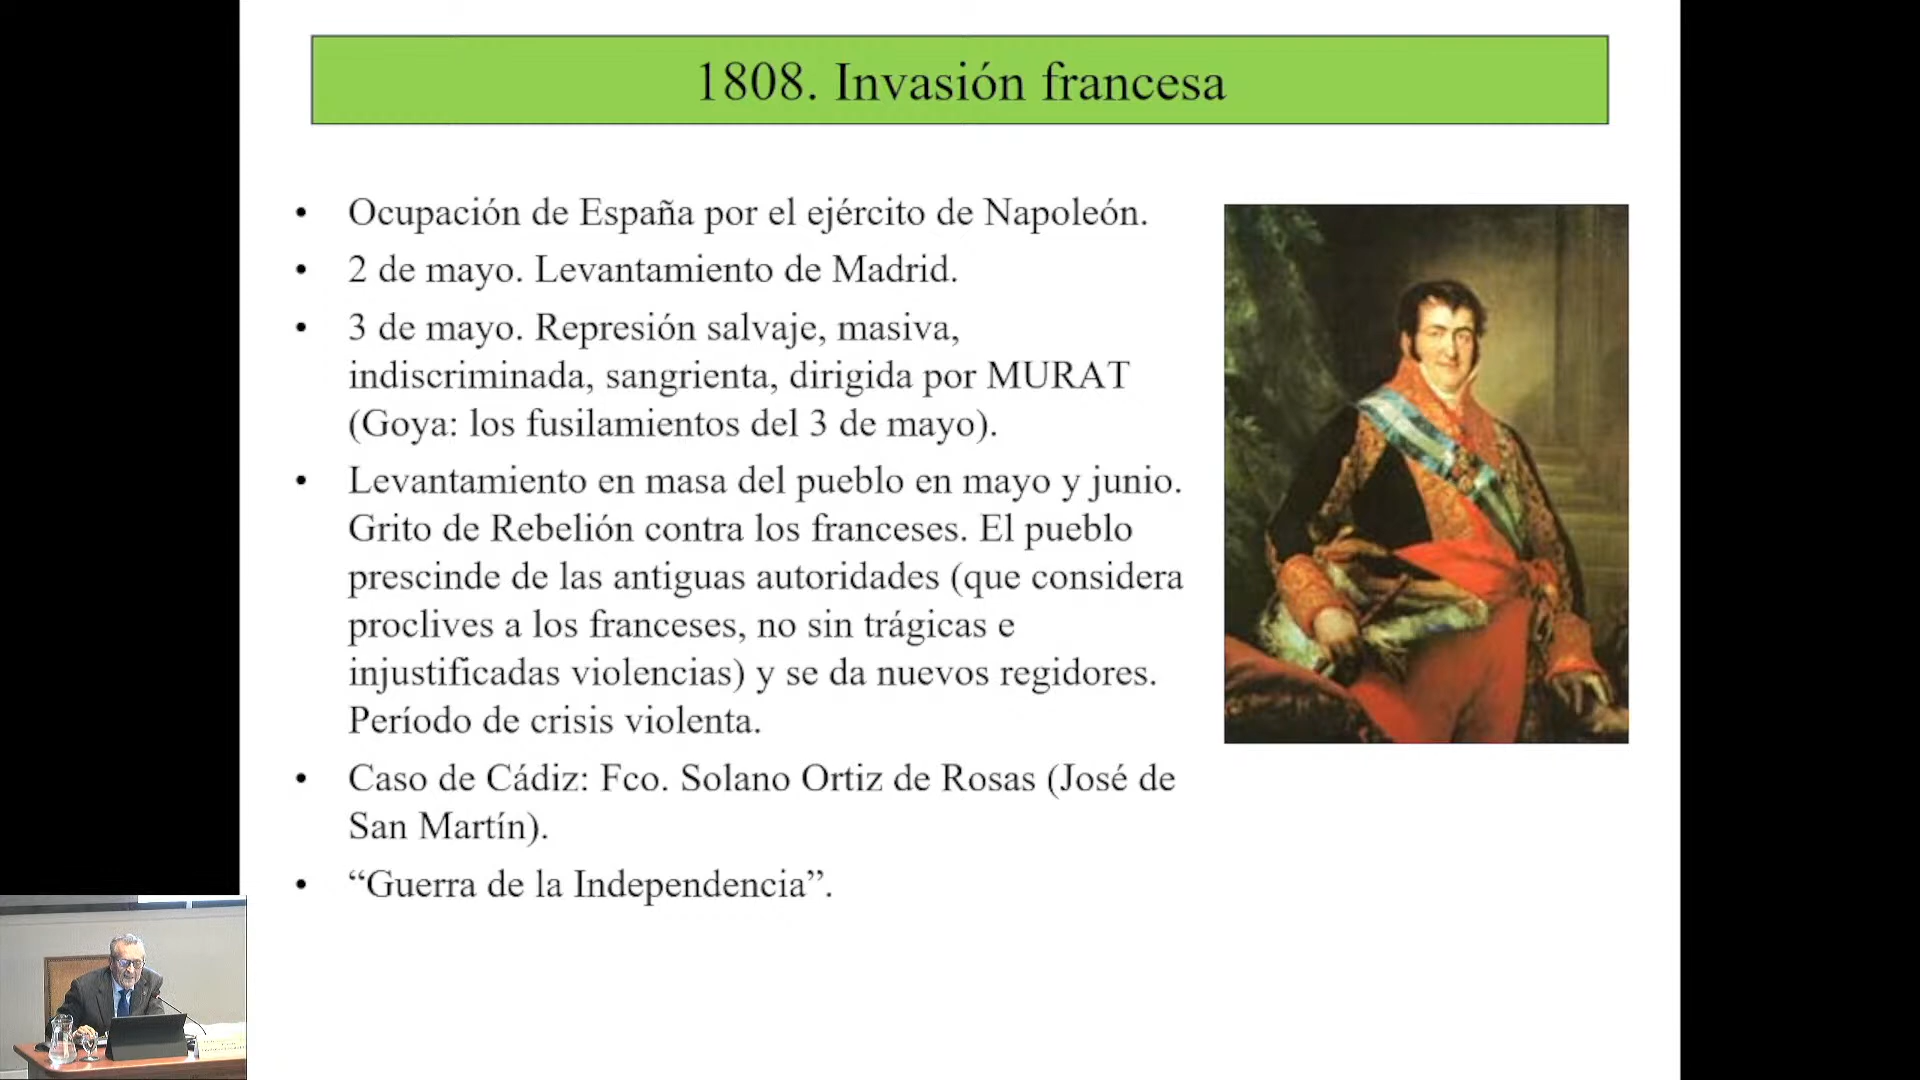 1808. Invasión francesa
• Ocupación de España por el ejército de Napoleón.
• 2 de mayo. Levantamiento de Madrid.
• 3 de mayo. Represión salvaje, masiva,
indiscriminada, sangrienta, dirigida por MURAT
(Goya: los fusilamientos del 3 de mayo).
• Levantamiento en masa del pueblo en mayo y junio.
Grito de Rebelión contra los franceses. El pueblo
prescinde de las antiguas autoridades (que considera
proclives a los franceses, no sin trágicas e
injustificadas violencias) y se da nuevos regidores.
Período de crisis violenta.
• Caso de Cádiz: Fco. Solano Ortiz de Rosas (José de
San Martín).
• “Guerra de la Independencia”.